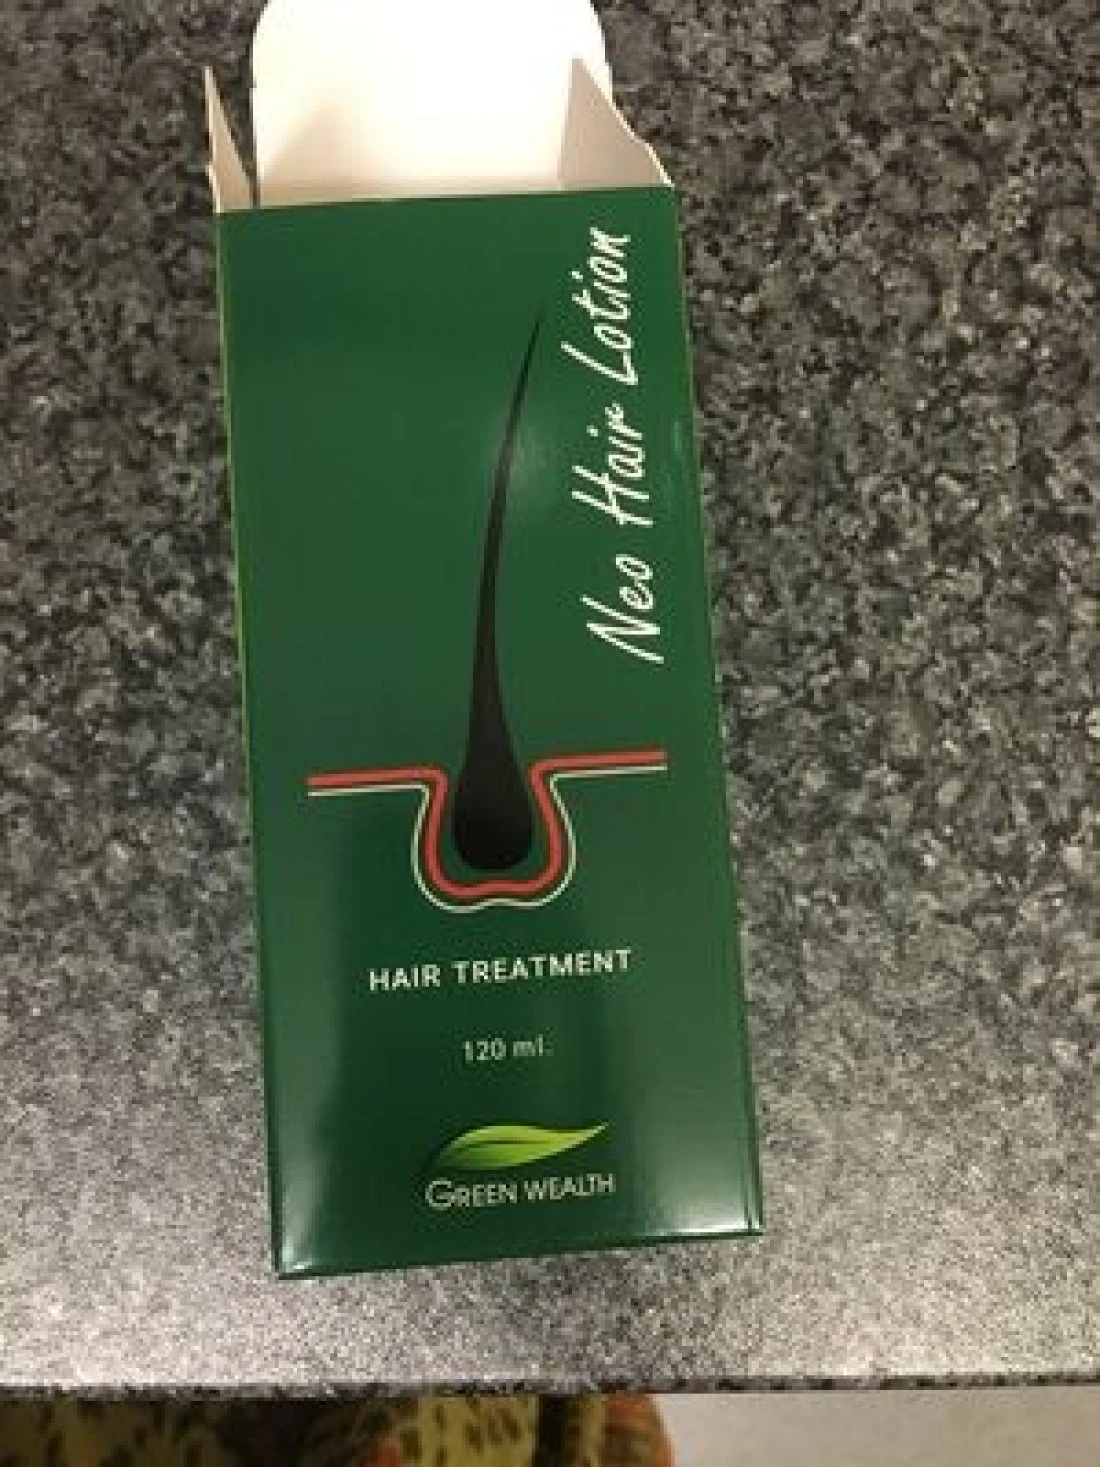 Neo Hair Lotion
HAIR TREATMENT
120 ml.
GREEN WEALTH